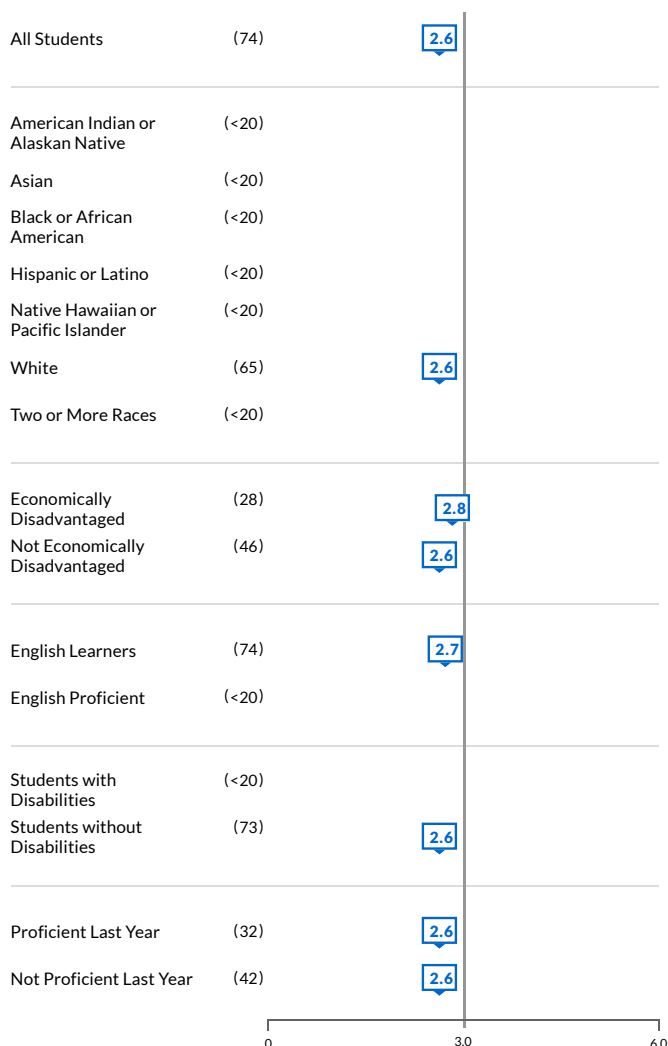 All Students (74) 2.6
American Indian or (<20)
Alaskan Native
Asian (<20)
Black or African (<20)
American
Hispanic or Latino (<20)
Native Hawaiian or (<20)
Pacific Islander
White (65) 2.6
Two or More Races (<20)
Economically (28) 2.8
Disadvantaged
Not Economically (46) 2.6
Disadvantaged
English Learners (74) 2.7
English Proficient (<20)
Students with (<20)
Disabilities
Students without (73) 2.6
Disabilities
Proficient Last Year (32) 2.6
Not Proficient Last Year (42) 2.6
0 3.0 6.0